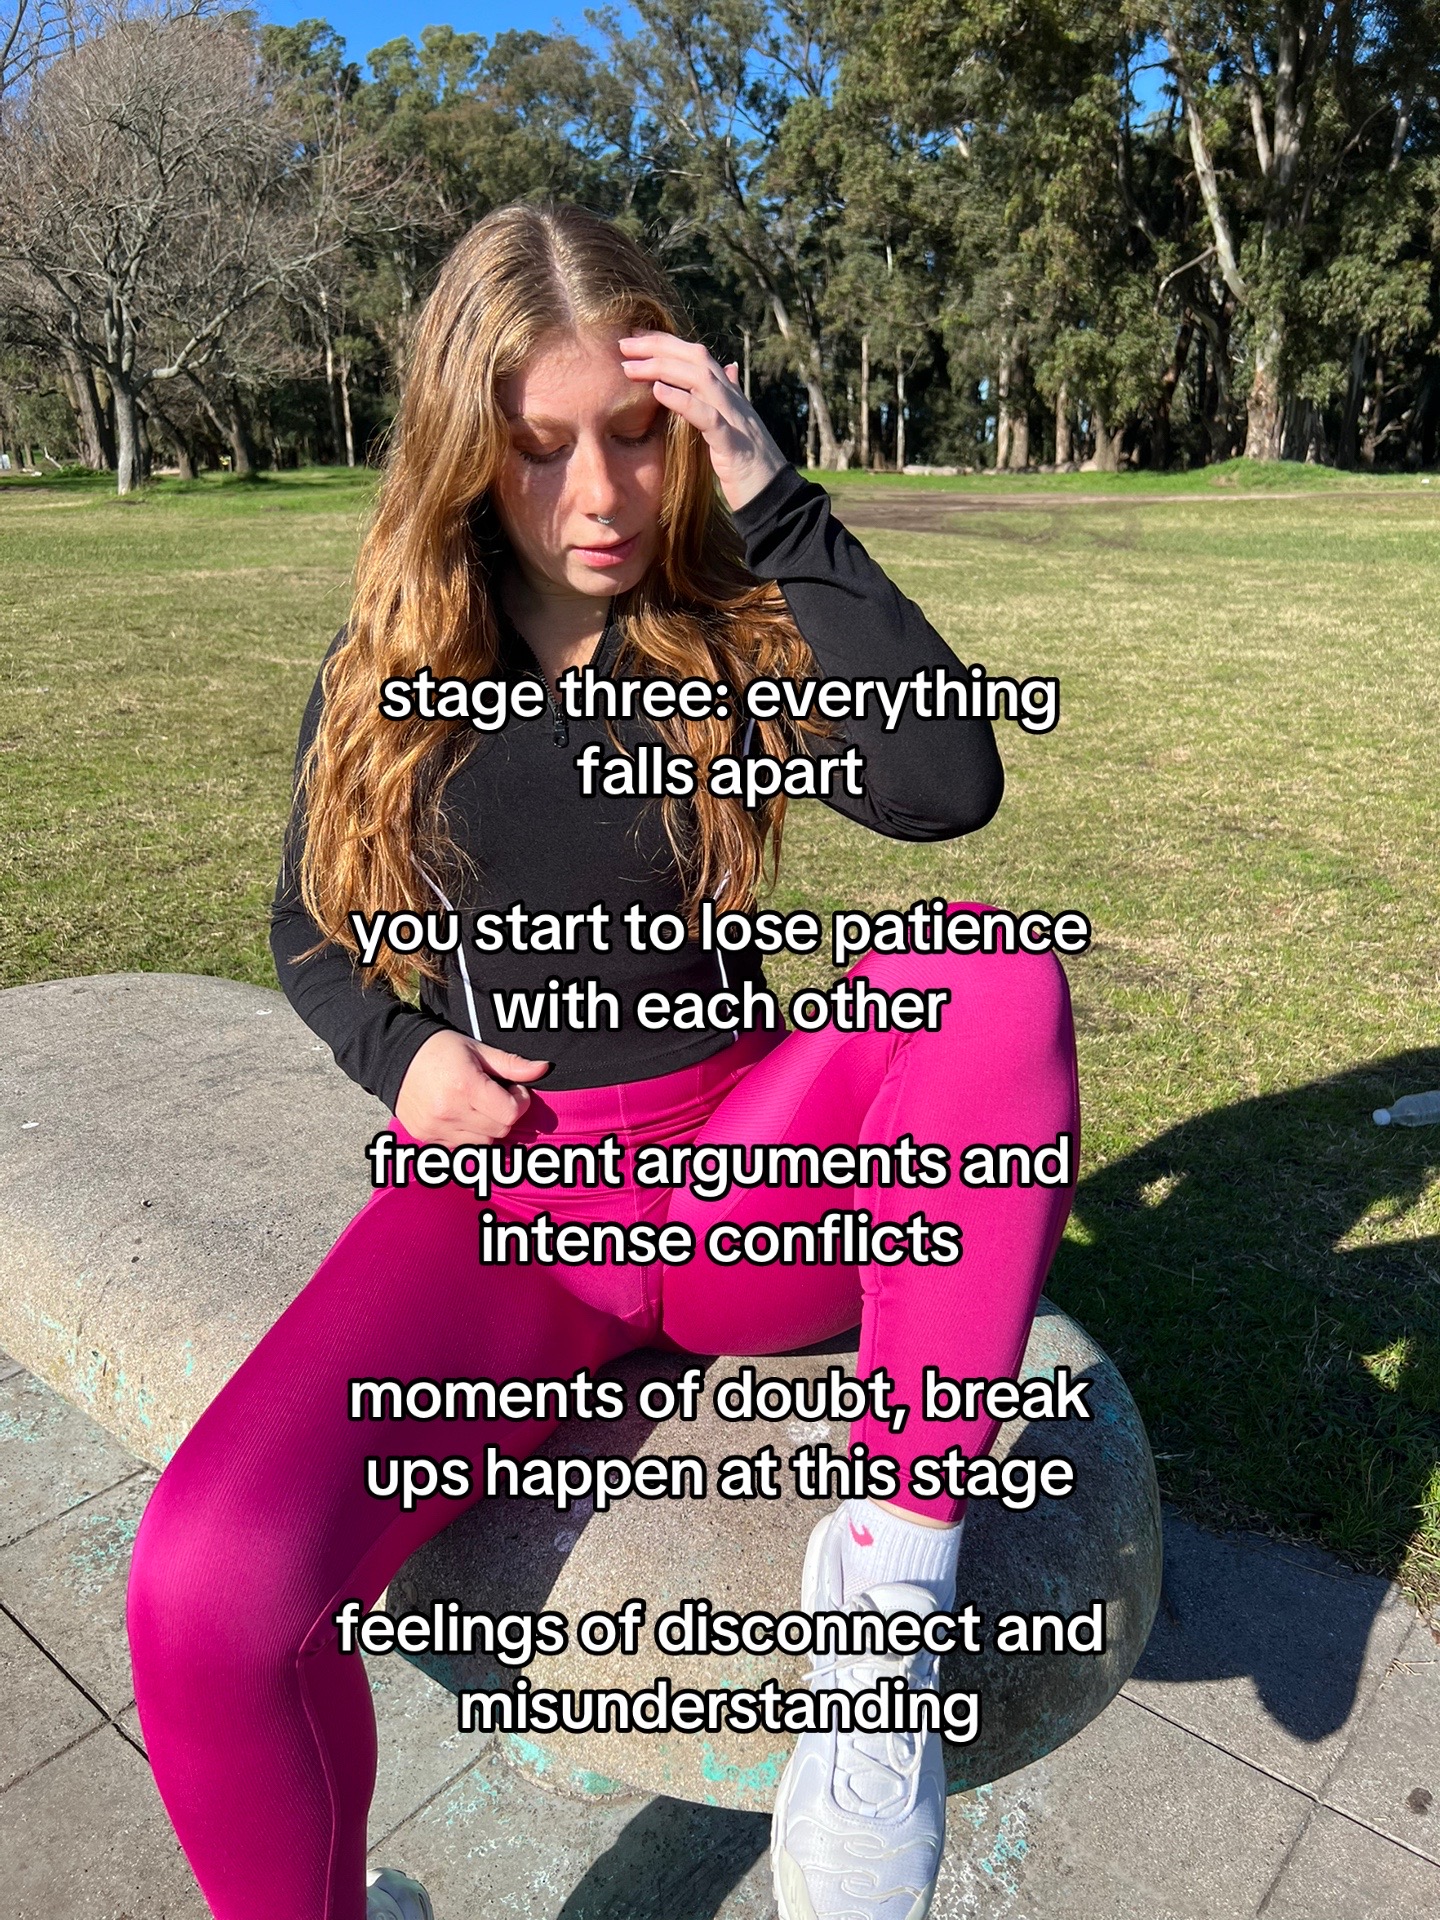 stage three: everything
falls apart
you start to lose patience
with each other
frequent arguments and
intense conflicts
moments of doubt, break
ups happen at this stage
feelings of disconnect and
misunderstanding